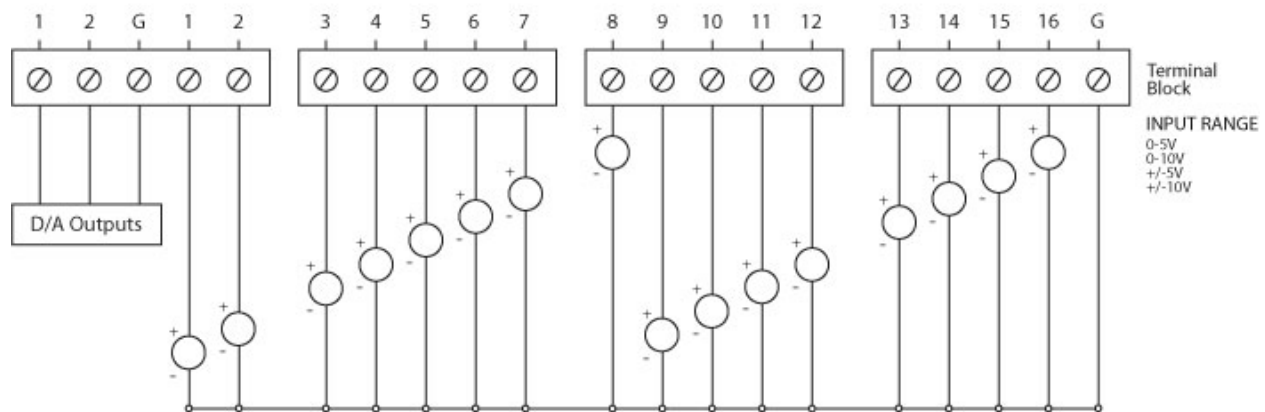 1 2 G 1 2 3 4 5 6 7 8 9 10 11 12 13 14 15 16 G
Terminal
Block
INPUT RANGE
0-5V
0-10V
+/-5V
+/-10V
D/A Outputs
+ - + - + - + - + - + - + - + - + - + - + - + - + - + - + - + -